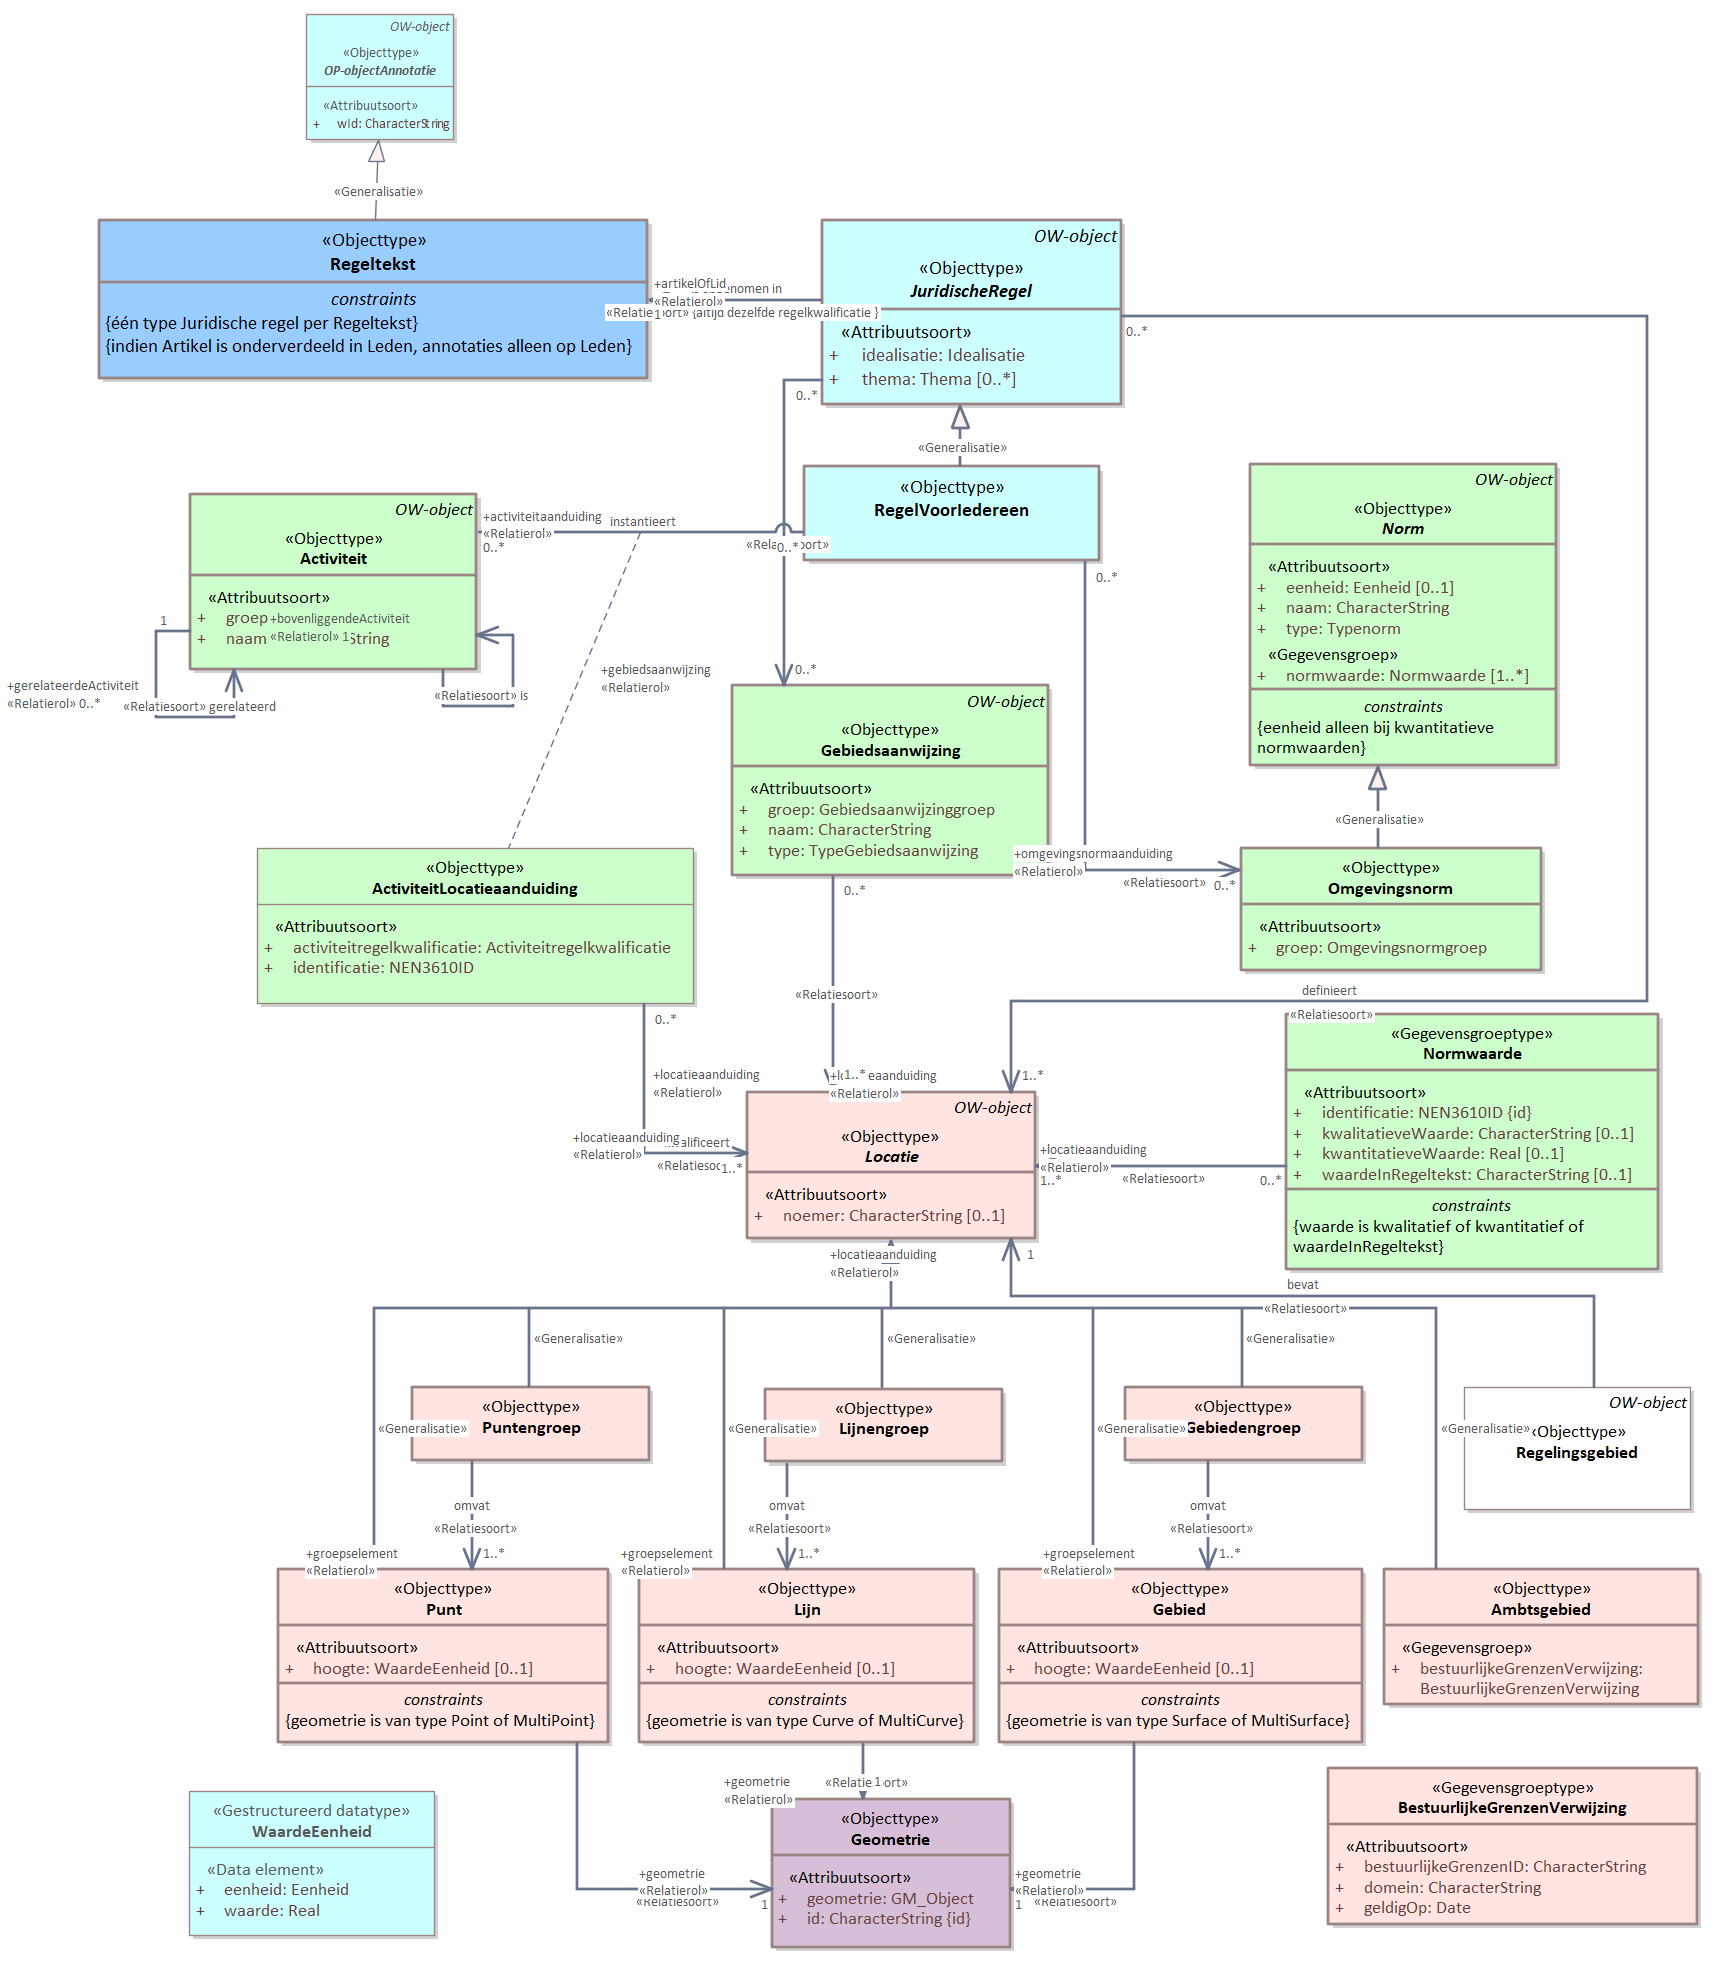 OW-object
«Objecttype»
OP-objectAnnotatie
«Attribuutsoort»
+ wId: CharacterString
«Generalisatie»
«Objecttype»
Regeltekst
constraints
{één type Juridische regel per Regeltekst}
{indien Artikel is onderverdeeld in Leden, annotaties alleen op Leden}
+artikelOfLid
«Relatierol»
1
{altijd dezelfde regelkwalificatie }
OW-object
«Objecttype»
JuridischeRegel
«Attribuutsoort»
+ idealisatie: Idealisatie
+ thema: Thema [0..*]
0..*
0..*
«Generalisatie»
«Objecttype»
RegelVoorIedereen
OW-object
«Objecttype»
Activiteit
«Attribuutsoort»
+ groep
+ naam
+bovenliggendeActiviteit
«Relatierol» 1
1
+gerelateerdeActiviteit
«Relatierol» 0..*
«Relatiesoort» gerelateerd
«Relatiesoort» is
+activiteitaanduiding
«Relatierol»
0..*
instantieert
0..*
0..*
+gebiedsaanwijzing
«Relatierol»
0..*
OW-object
«Objecttype»
Norm
«Attribuutsoort»
+ eenheid: Eenheid [0..1]
+ naam: CharacterString
+ type: Typenorm
«Gegevensgroep»
+ normwaarde: Normwaarde [1..*]
constraints
{eenheid alleen bij kwantitatieve
normwaarden}
«Generalisatie»
OW-object
«Objecttype»
Gebiedsaanwijzing
«Attribuutsoort»
+ groep: Gebiedsaanwijzinggroep
+ naam: CharacterString
+ type: TypeGebiedsaanwijzing
0..*
«Relatiesoort»
+omgevingsnormaanduiding
«Relatierol»
«Relatiesoort» 0..*
«Objecttype»
Omgevingsnorm
«Attribuutsoort»
+ groep: Omgevingsnormgroep
«Objecttype»
ActiviteitLocatieaanduiding
«Attribuutsoort»
+ activiteitregelkwalificatie: Activiteitregelkwalificatie
+ identificatie: NEN3610ID
0..*
+locatieaanduiding
«Relatierol»
+locatieaanduiding
«Relatierol»
1..*
1..*
«Relatierol»
definieert
«Relatiesoort»
1..*
OW-object
«Objecttype»
Locatie
«Attribuutsoort»
+ noemer: CharacterString [0..1]
+locatieaanduiding
«Relatierol»
1..*
«Relatiesoort»
0..*
«Gegevensgroeptype»
Normwaarde
«Attribuutsoort»
+ identificatie: NEN3610ID {id}
+ kwalitatieveWaarde: CharacterString [0..1]
+ kwantitatieveWaarde: Real [0..1]
+ waardeInRegeltekst: CharacterString [0..1]
constraints
{waarde is kwalitatief of kwantitatief of
waardeInRegeltekst}
+locatieaanduiding
«Relatierol»
1
bevat
«Relatiesoort»
«Generalisatie»
«Generalisatie»
«Generalisatie»
«Objecttype»
Puntengroep
«Generalisatie»
«Objecttype»
Lijnengroep
«Generalisatie»
«Objecttype»
Gebiedengroep
«Generalisatie»
OW-object
«Objecttype»
Regelingsgebied
«Generalisatie»
omvat
«Relatiesoort»
1..*
omvat
«Relatiesoort»
1..*
omvat
«Relatiesoort»
1..*
+groepselement
«Relatierol»
+groepselement
«Relatierol»
+groepselement
«Relatierol»
«Objecttype»
Punt
«Attribuutsoort»
+ hoogte: WaardeEenheid [0..1]
constraints
{geometrie is van type Point of MultiPoint}
«Objecttype»
Lijn
«Attribuutsoort»
+ hoogte: WaardeEenheid [0..1]
constraints
{geometrie is van type Curve of MultiCurve}
«Objecttype»
Gebied
«Attribuutsoort»
+ hoogte: WaardeEenheid [0..1]
constraints
{geometrie is van type Surface of MultiSurface}
«Objecttype»
Ambtsgebied
«Gegevensgroep»
+ bestuurlijkeGrenzenVerwijzing:
BestuurlijkeGrenzenVerwijzing
+geometrie
«Relatierol»
1
+geometrie
«Relatierol»
«Relatiesoort»
1
+geometrie
«Relatierol»
1 «Relatiesoort»
«Objecttype»
Geometrie
«Attribuutsoort»
+ geometrie: GM_Object
+ id: CharacterString {id}
«Gestructureerd datatype»
WaardeEenheid
«Data element»
+ eenheid: Eenheid
+ waarde: Real
«Gegevensgroeptype»
BestuurlijkeGrenzenVerwijzing
«Attribuutsoort»
+ bestuurlijkeGrenzenID: CharacterString
+ domein: CharacterString
+ geldigOp: Date